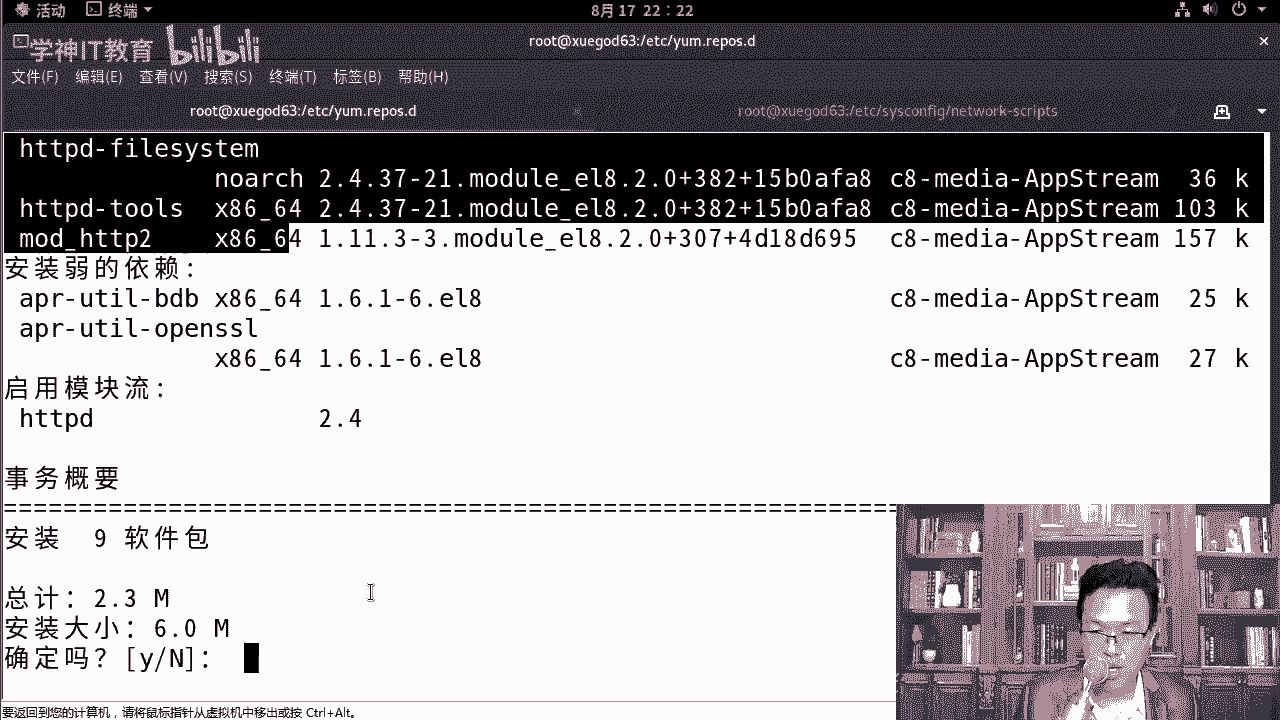 活动 终端 8月 17 22：22
学神IT教育 bilibili
root@xuegod63:/etc/yum.repos.d
文件(F) 编辑(E) 查看(V) 搜索(S) 终端(T) 标签(B) 帮助(H)
root@xuegod63:/etc/yum.repos.d root@xuegod63:/etc/sysconfig/network-scripts
httpd-filesystem
noarch 2.4.37-21.module_el8.2.0+382+15b0afa8 c8-media-AppStream 36 k
httpd-tools x86_64 2.4.37-21.module_el8.2.0+382+15b0afa8 c8-media-AppStream 103 k
mod_http2 x86_64 1.11.3-3.module_el8.2.0+307+4d18d695 c8-media-AppStream 157 k
安装弱的依赖：
apr-util-bdb x86_64 1.6.1-6.el8 c8-media-AppStream 25 k
apr-util-openssl
x86_64 1.6.1-6.el8 c8-media-AppStream 27 k
启用模块流：
httpd 2.4
事务概要
================================================================
安装 9 软件包
总计：2.3 M
安装大小：6.0 M
确定吗？[y/N]：
要返回到您的计算机，请将鼠标指针从虚拟机中移出或按 Ctrl+Alt。